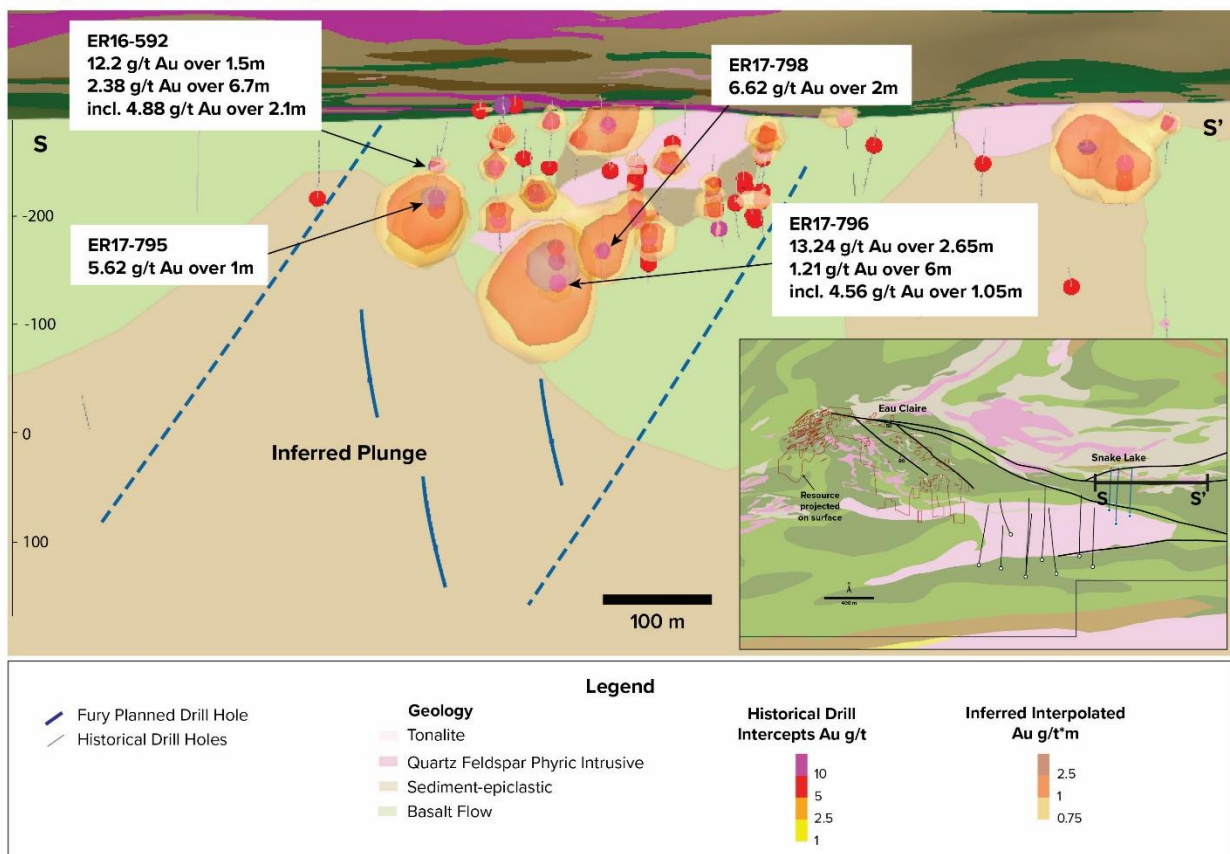 ER16-592
12.2 g/t Au over 1.5m
2.38 g/t Au over 6.7m
incl. 4.88 g/t Au over 2.1m
ER17-798
6.62 g/t Au over 2m
S
S'
-200
ER17-795
5.62 g/t Au over 1m
ER17-796
13.24 g/t Au over 2.65m
1.21 g/t Au over 6m
incl. 4.56 g/t Au over 1.05m
-100
0
Inferred Plunge
100
100 m
Eau Claire
Snake Lake
S
S'
Resource
projected
on surface
400 m
Legend
Fury Planned Drill Hole
Historical Drill Holes
Geology
Tonalite
Quartz Feldspar Phyric Intrusive
Sediment-epiclastic
Basalt Flow
Historical Drill
Intercepts Au g/t
10
5
2.5
1
Inferred Interpolated
Au g/t*m
2.5
1
0.75